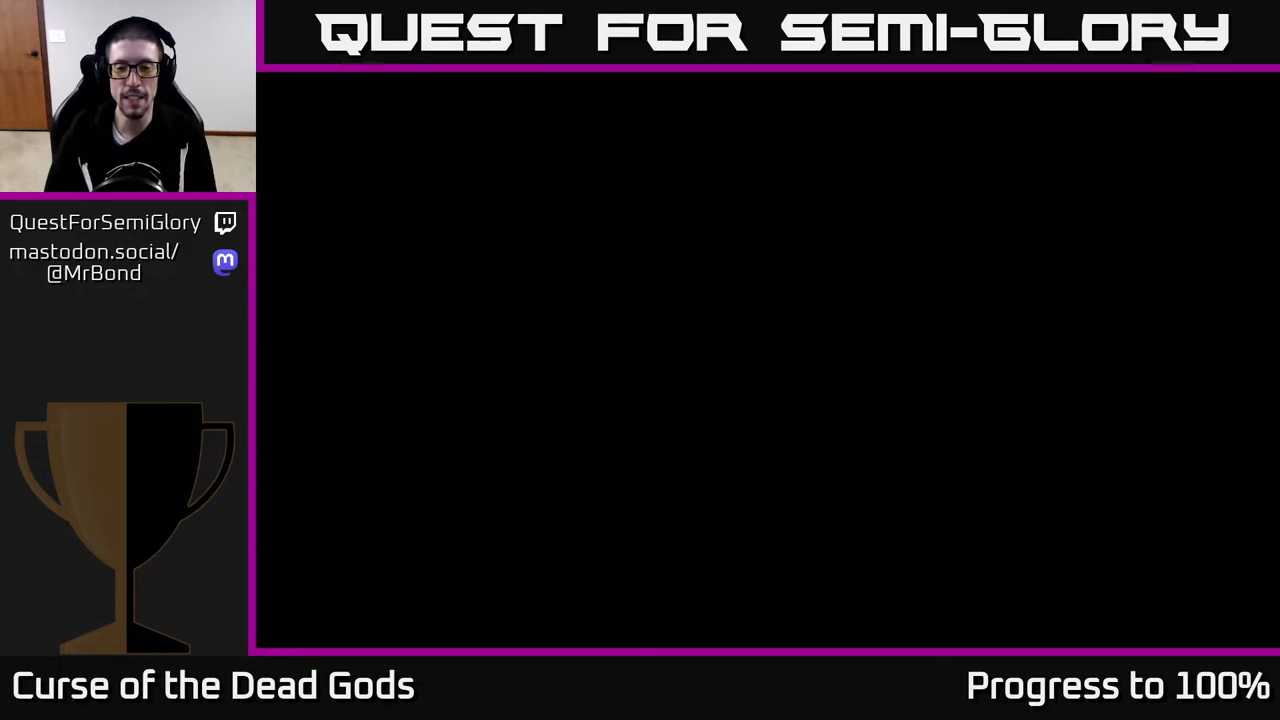 QUEST FOR SEMI-GLORY
QuestForSemiGlory
mastodon.social/
@MrBond
Curse of the Dead Gods
Progress to 100%